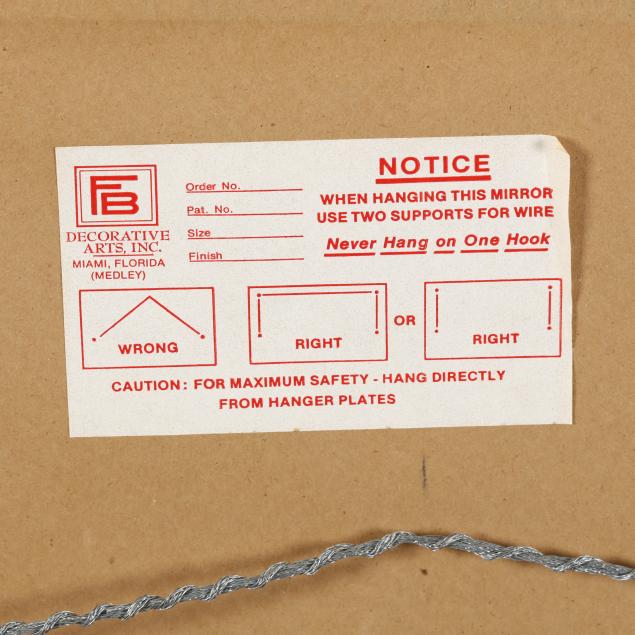 FB
DECORATIVE
ARTS, INC.
MIAMI, FLORIDA
(MEDLEY)
Order No.
Pat. No.
Size
Finish
NOTICE
WHEN HANGING THIS MIRROR
USE TWO SUPPORTS FOR WIRE
Never Hang on One Hook
WRONG
RIGHT
OR
RIGHT
CAUTION: FOR MAXIMUM SAFETY - HANG DIRECTLY
FROM HANGER PLATES